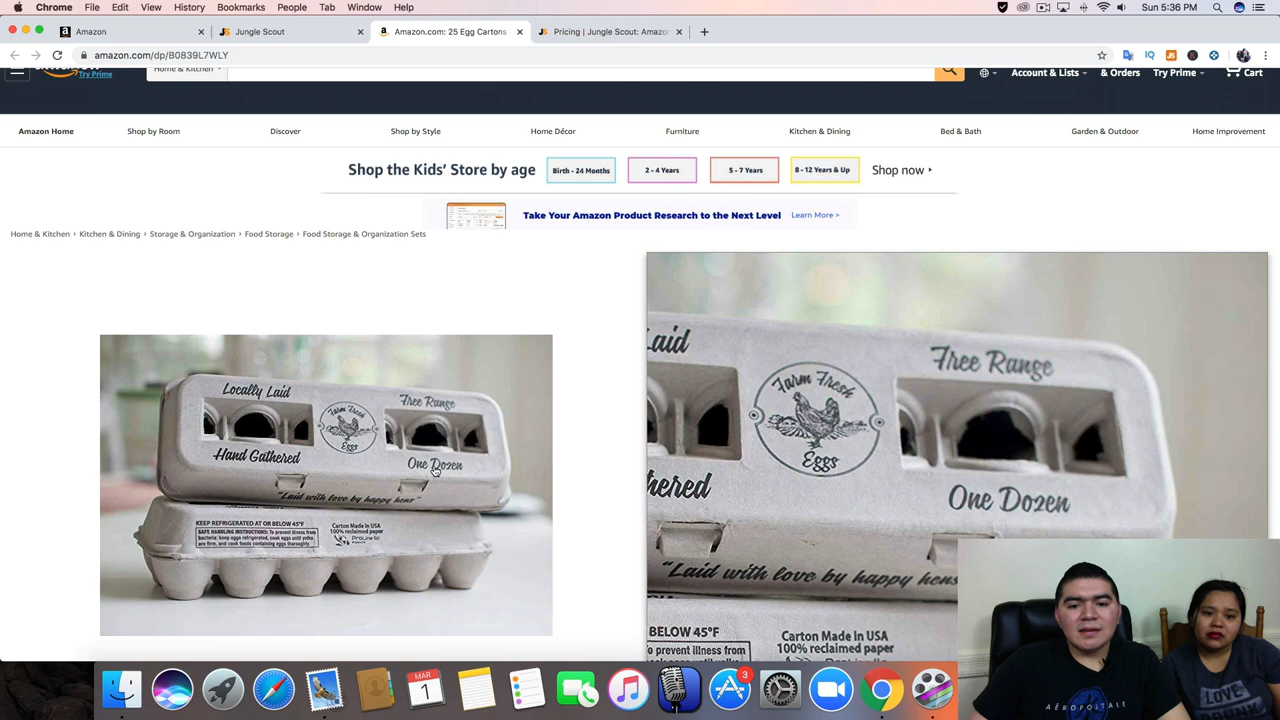 Chrome File Edit View History Bookmarks People Tab Window Help Sun 5:36 PM
Amazon Jungle Scout Amazon.com: 25 Egg Cartons Pricing | Jungle Scout: Amazo
amazon.com/dp/B0839L7WLY
Try Prime Home & Kitchen Account & Lists & Orders Try Prime Cart
Amazon Home Shop by Room Discover Shop by Style Home Décor Furniture Kitchen & Dining Bed & Bath Garden & Outdoor Home Improvement
Shop the Kids' Store by age Birth - 24 Months 2 - 4 Years 5 - 7 Years 8 - 12 Years & Up Shop now
Take Your Amazon Product Research to the Next Level Learn More >
Home & Kitchen › Kitchen & Dining › Storage & Organization › Food Storage › Food Storage & Organization Sets
Locally Laid
Free Range
Farm Fresh
Eggs
Hand Gathered
One Dozen
"Laid with love by happy hens"
KEEP REFRIGERATED AT OR BELOW 45°F
SAFE HANDLING INSTRUCTIONS: To prevent illness from
bacteria: keep eggs refrigerated, cook eggs until yolks
are firm, and cook foods containing eggs thoroughly.
Carton Made in USA
100% reclaimed paper
Laid
Free Range
Farm Fresh
Eggs
hered
One Dozen
"Laid with love by happy hens
BELOW 45°F
o prevent illness from
Carton Made in USA
100% reclaimed paper
MAR
1
3
AÉROPOSTALE
LOVE